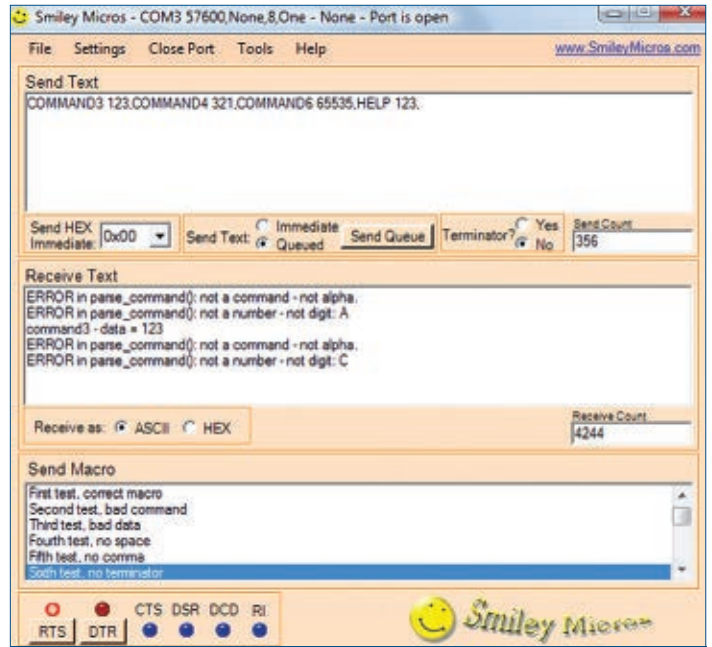 Smiley Micros - COM3 57600,None,8,One - None - Port is open
File Settings Close Port Tools Help www.SmileyMicros.com
Send Text
COMMAND3 123,COMMAND4 321,COMMAND6 65535,HELP 123.
Send HEX Immediate: 0x00 Send Text: Immediate Queued Send Queue Terminator? Yes No Send Count 356
Receive Text
ERROR in parse_command(): not a command - not alpha.
ERROR in parse_command(): not a number - not digit: A
command3 - data = 123
ERROR in parse_command(): not a command - not alpha.
ERROR in parse_command(): not a number - not digit: C
Receive as: ASCII HEX Receive Count 4244
Send Macro
First test, correct macro
Second test, bad command
Third test, bad data
Fourth test, no space
Fifth test, no comma
Sixth test, no terminator
RTS DTR CTS DSR DCD RI
Smiley Micros